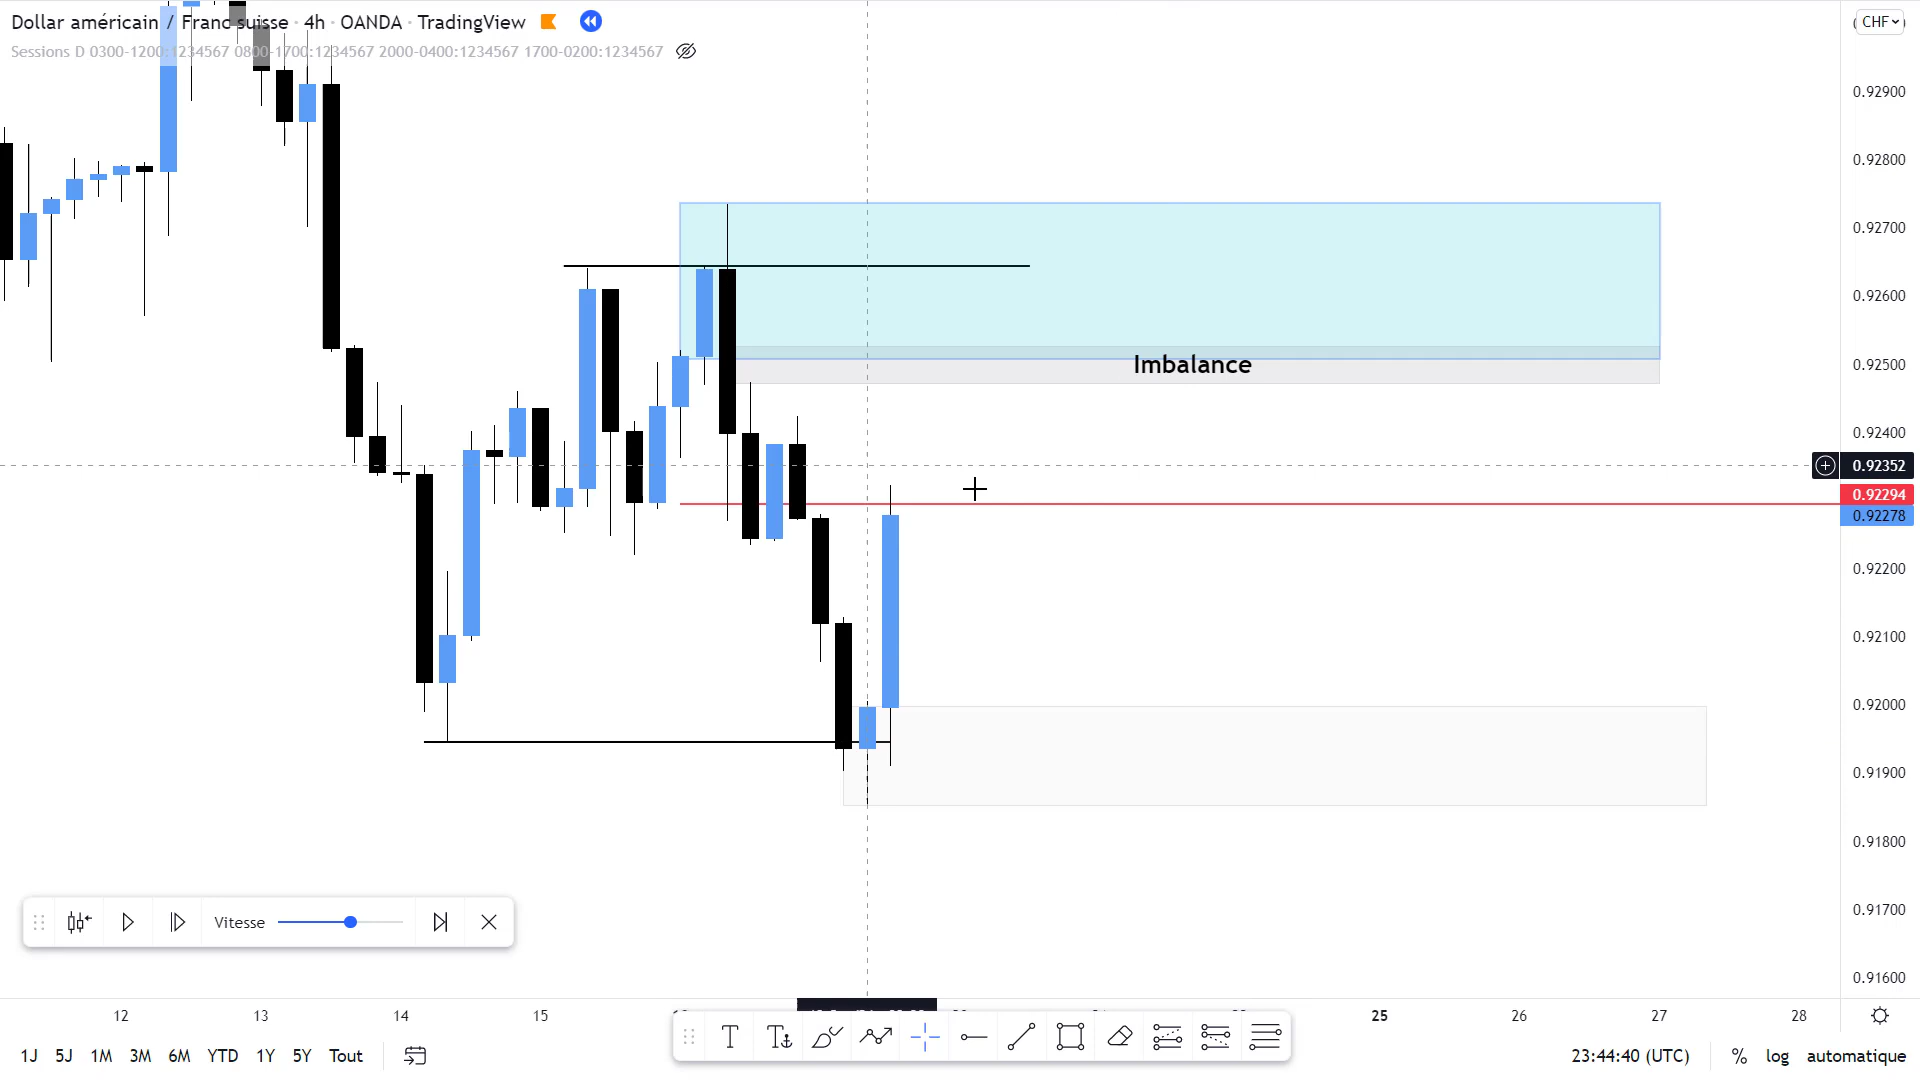 Dollar américain / Franc suisse · 4h · OANDA · TradingView
CHF
Sessions D 0300-1200:1234567 0800-1700:1234567 2000-0400:1234567 1700-0200:1234567
0.92900
0.92800
0.92700
0.92600
Imbalance
0.92500
0.92400
0.92352
0.92294
0.92278
0.92200
0.92100
0.92000
0.91900
0.91800
0.91700
Vitesse
0.91600
12 13 14 15 25 26 27 28
1J 5J 1M 3M 6M YTD 1Y 5Y Tout
23:44:40 (UTC) % log automatique